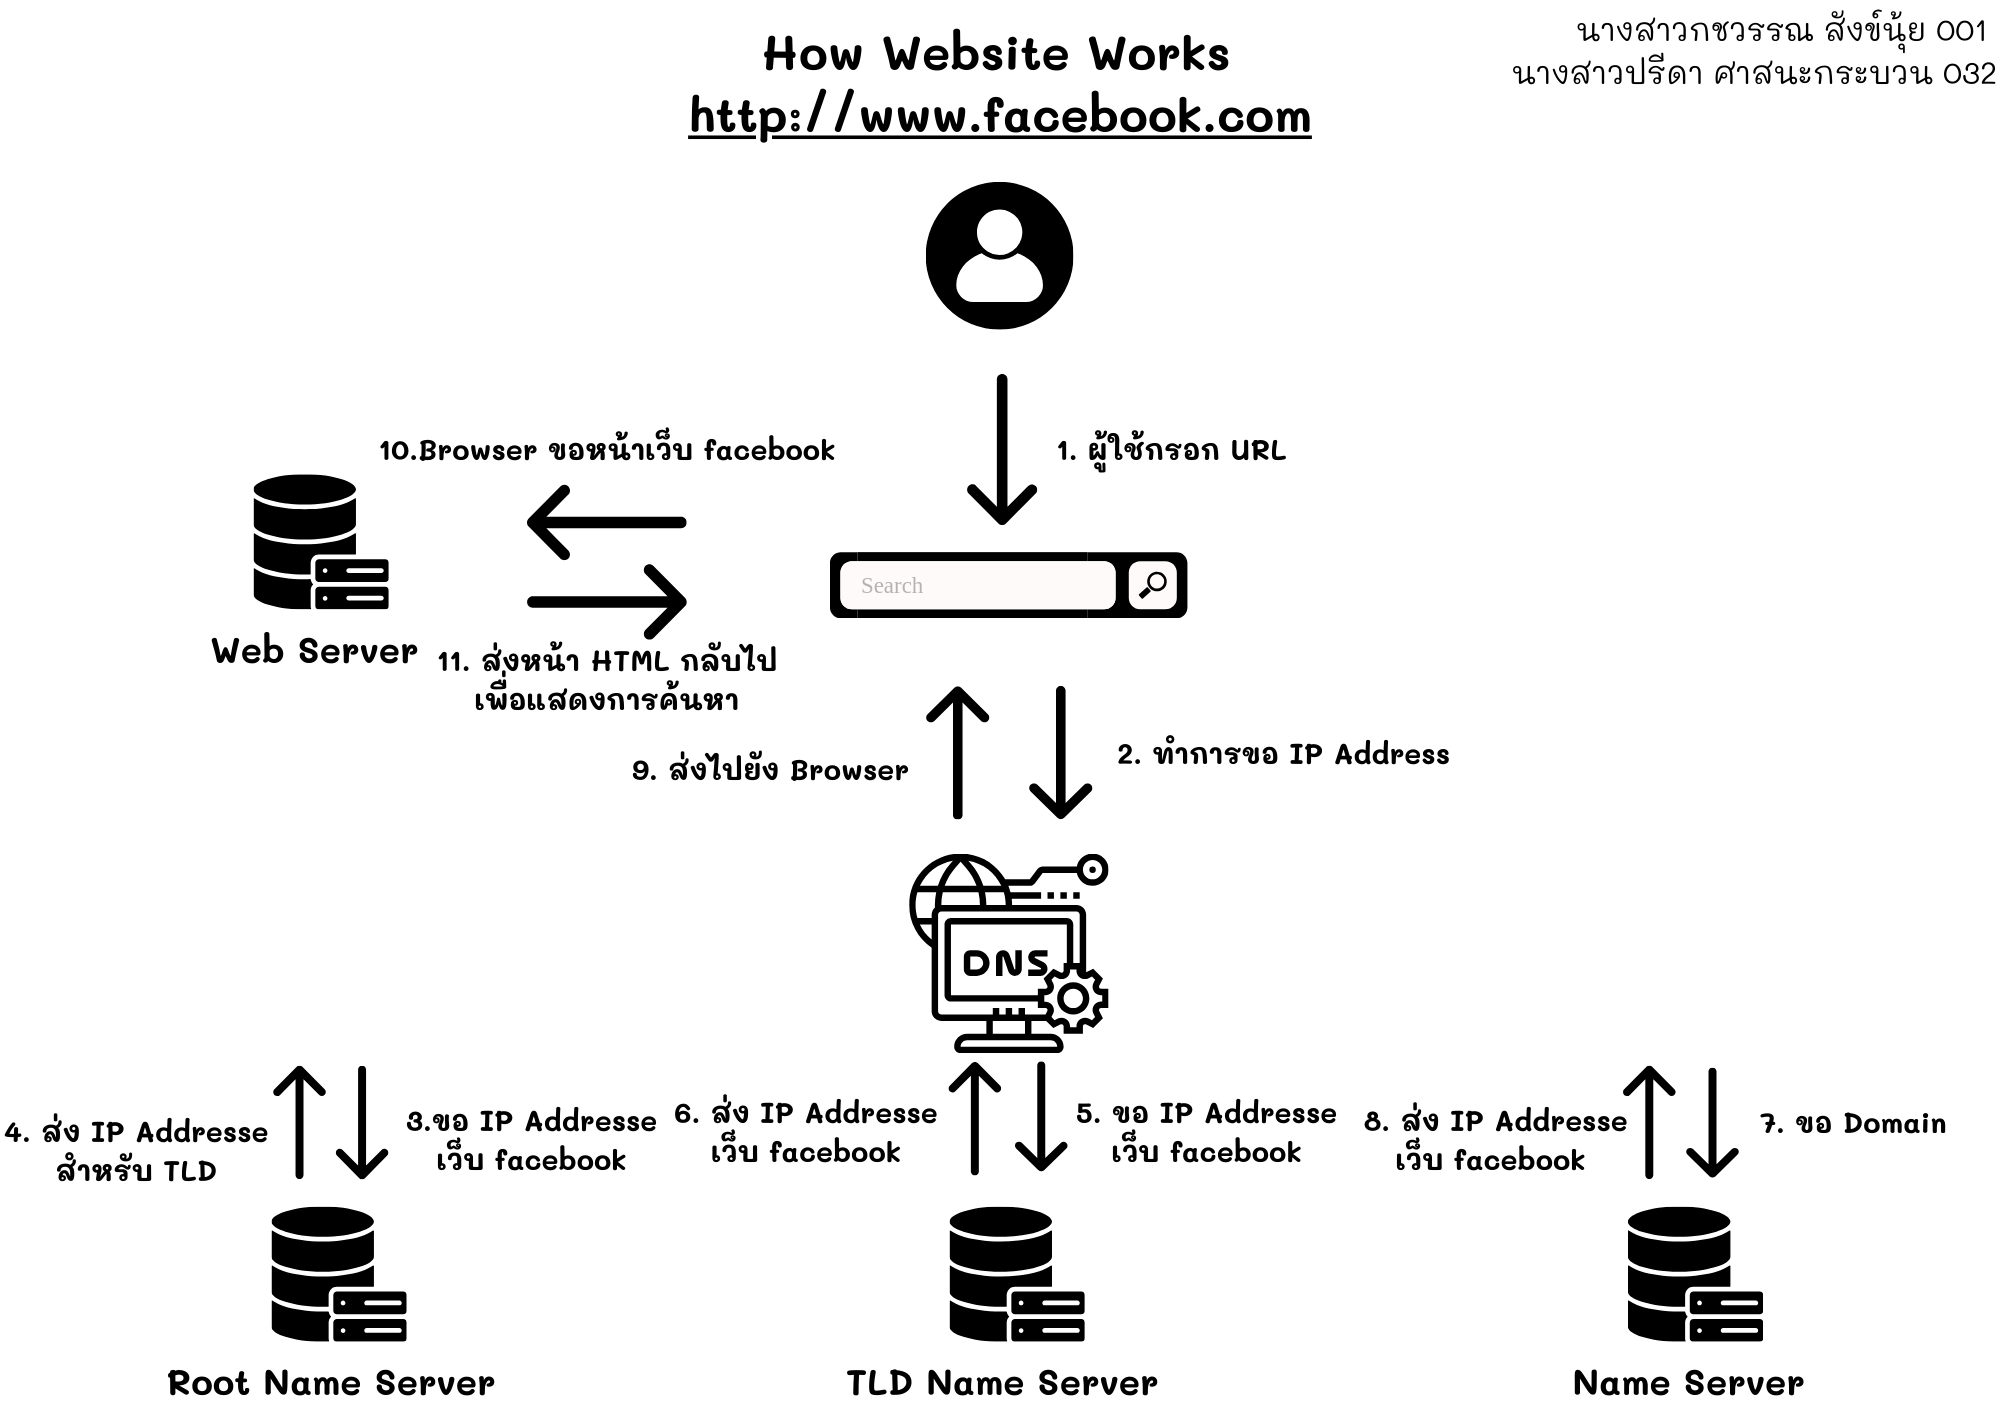 How Website Works
http://www.facebook.com
นางสาวกชวรรณ สังข์นุ้ย 001
นางสาวปรีดา ศาสนะกระบวน 032
10.Browser ขอหน้าเว็บ facebook
1. ผู้ใช้กรอก URL
Search
Web Server
11. ส่งหน้า HTML กลับไป
เพื่อแสดงการค้นหา
9. ส่งไปยัง Browser
2. ทำการขอ IP Address
DNS
4. ส่ง IP Addresse
สำหรับ TLD
3.ขอ IP Addresse
เว็บ facebook
6. ส่ง IP Addresse
เว็บ facebook
5. ขอ IP Addresse
เว็บ facebook
8. ส่ง IP Addresse
เว็บ facebook
7. ขอ Domain
Root Name Server
TLD Name Server
Name Server